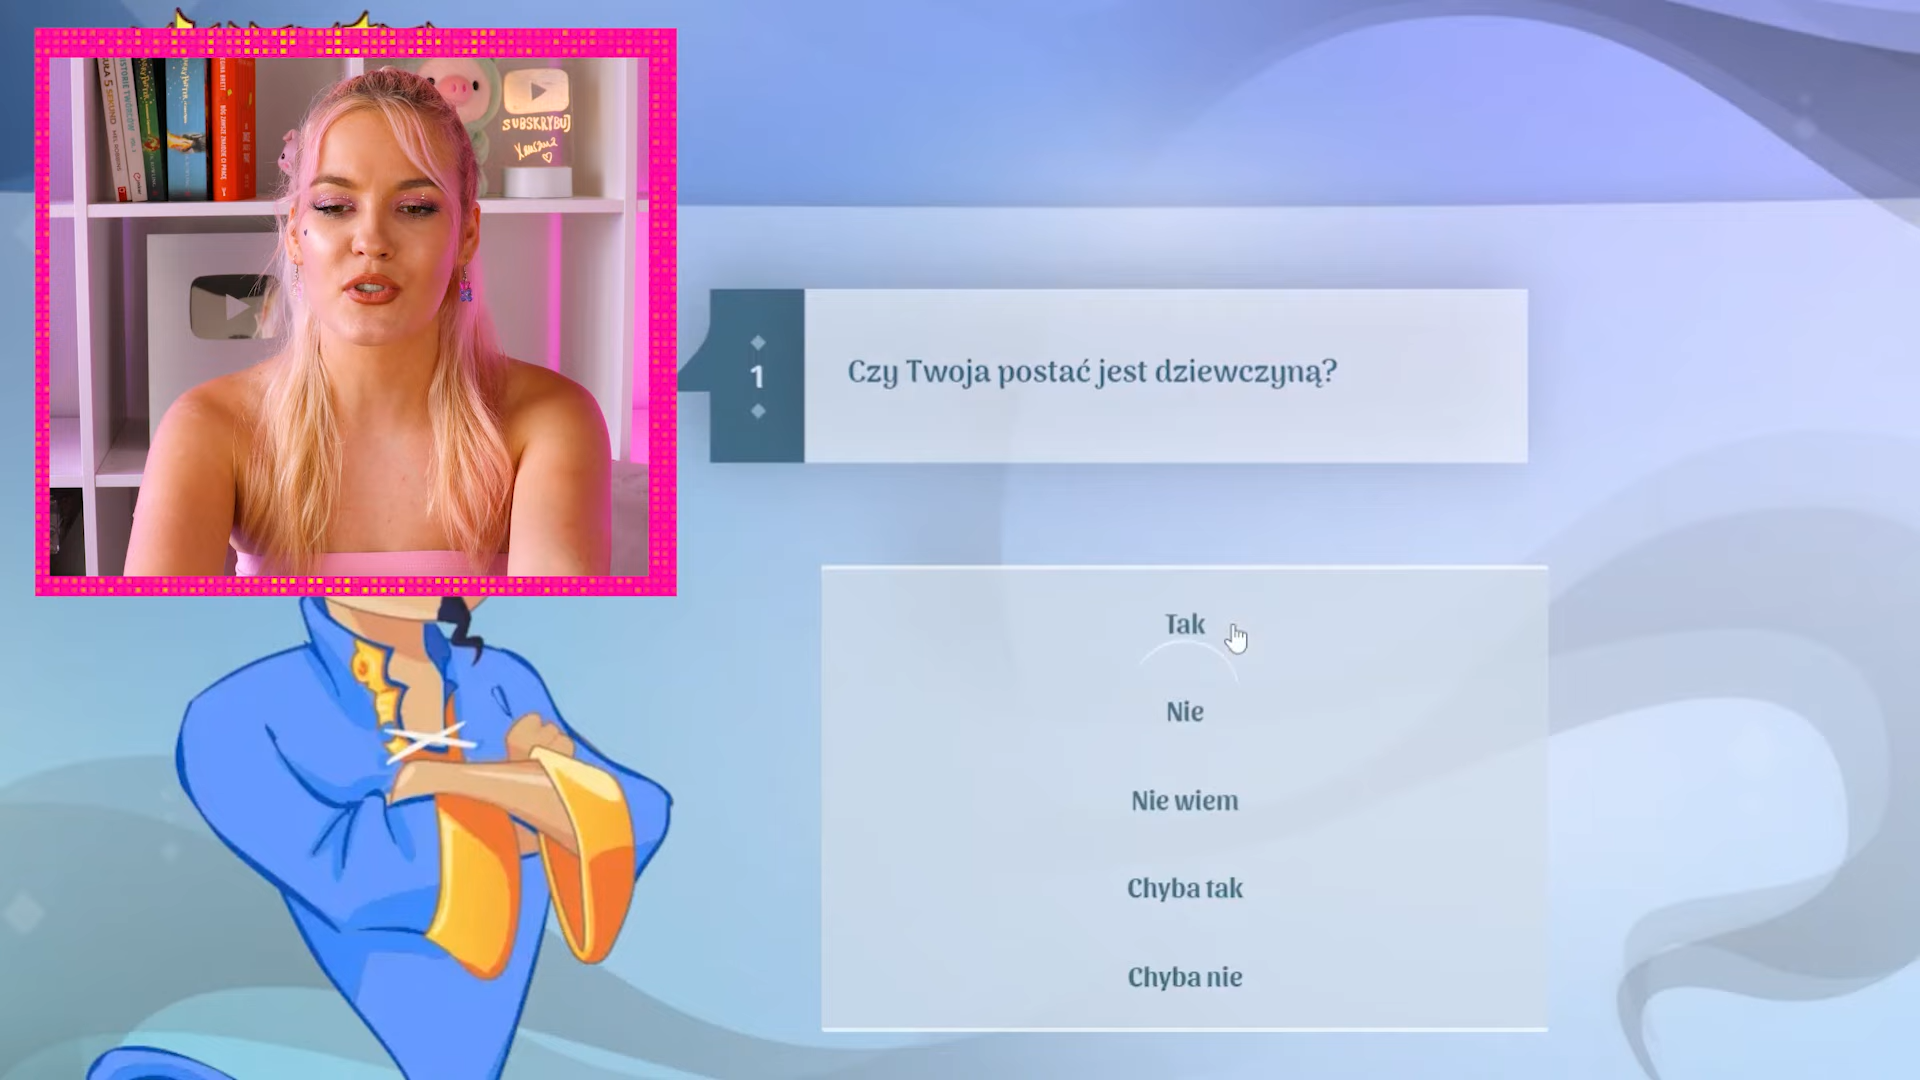 SUBSKRYBUJ
1
Czy Twoja postać jest dziewczyną?
Tak
Nie
Nie wiem
Chyba tak
Chyba nie